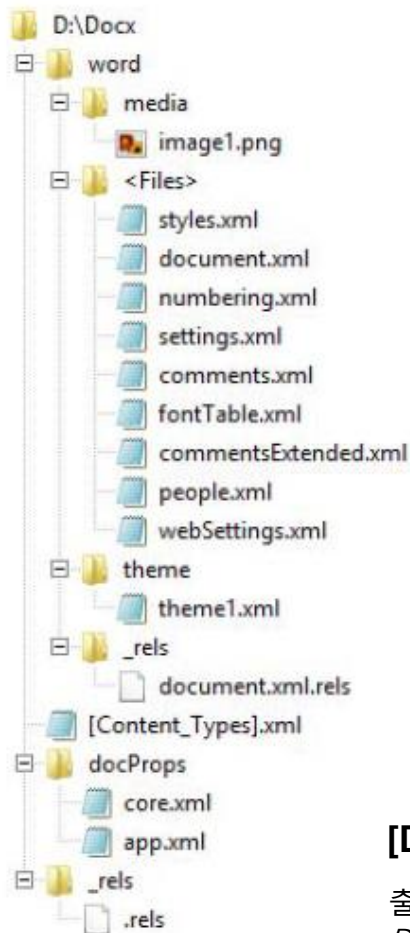 D:\Docx
word
media
image1.png
<Files>
styles.xml
document.xml
numbering.xml
settings.xml
comments.xml
fontTable.xml
commentsExtended.xml
people.xml
webSettings.xml
theme
theme1.xml
_rels
document.xml.rels
[Content_Types].xml
docProps
core.xml
app.xml
_rels
.rels